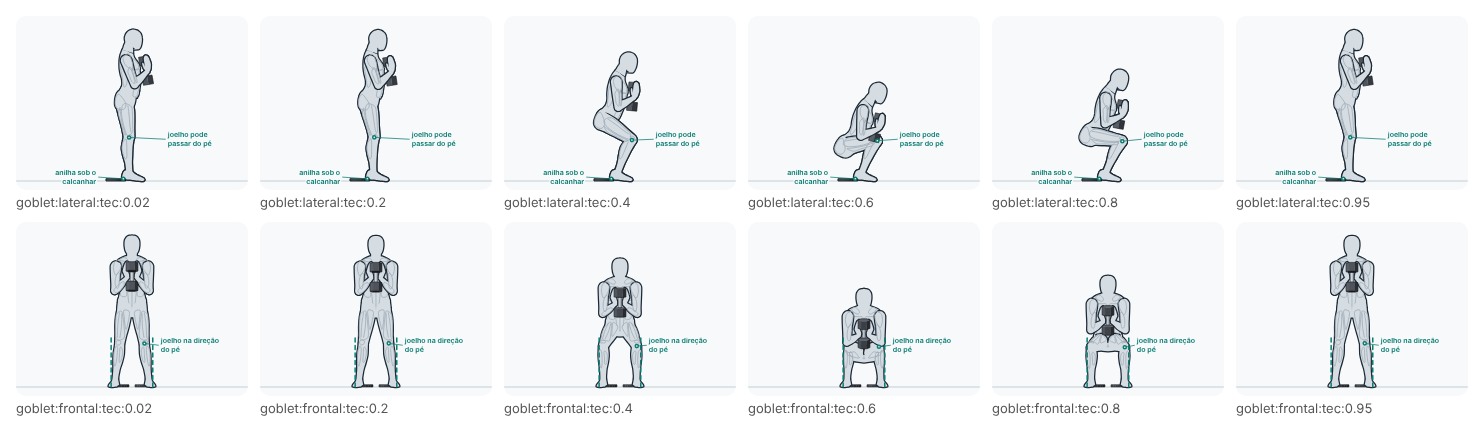 joelho pode
passar do pé
anilha sob o
calcanhar
goblet:lateral:tec:0.02
joelho pode
passar do pé
anilha sob o
calcanhar
goblet:lateral:tec:0.2
joelho pode
passar do pé
anilha sob o
calcanhar
goblet:lateral:tec:0.4
joelho pode
passar do pé
anilha sob o
calcanhar
goblet:lateral:tec:0.6
joelho pode
passar do pé
anilha sob o
calcanhar
goblet:lateral:tec:0.8
joelho pode
passar do pé
anilha sob o
calcanhar
goblet:lateral:tec:0.95
joelho na direção
do pé
goblet:frontal:tec:0.02
joelho na direção
do pé
goblet:frontal:tec:0.2
joelho na direção
do pé
goblet:frontal:tec:0.4
joelho na direção
do pé
goblet:frontal:tec:0.6
joelho na direção
do pé
goblet:frontal:tec:0.8
joelho na direção
do pé
goblet:frontal:tec:0.95